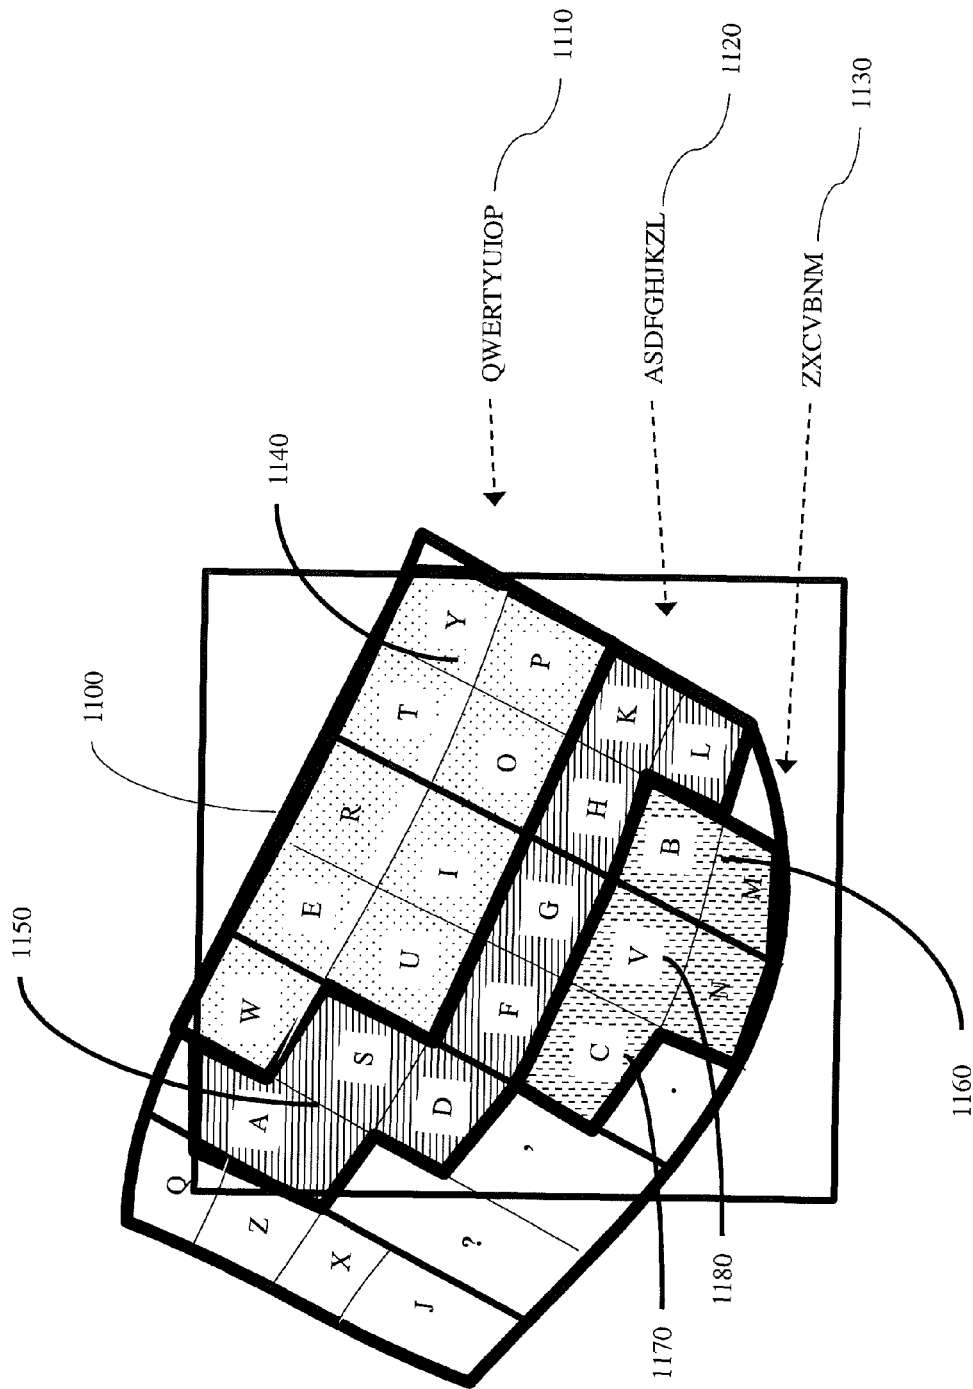 1150
1100
1140
Q W E R T Y
Z A S U I O P
X D F G H K
J ? , C V B L
. N M
QWERTYUIOP 1110
ASDFGHJKZL 1120
ZXCVBNM 1130
1170
1180
1160